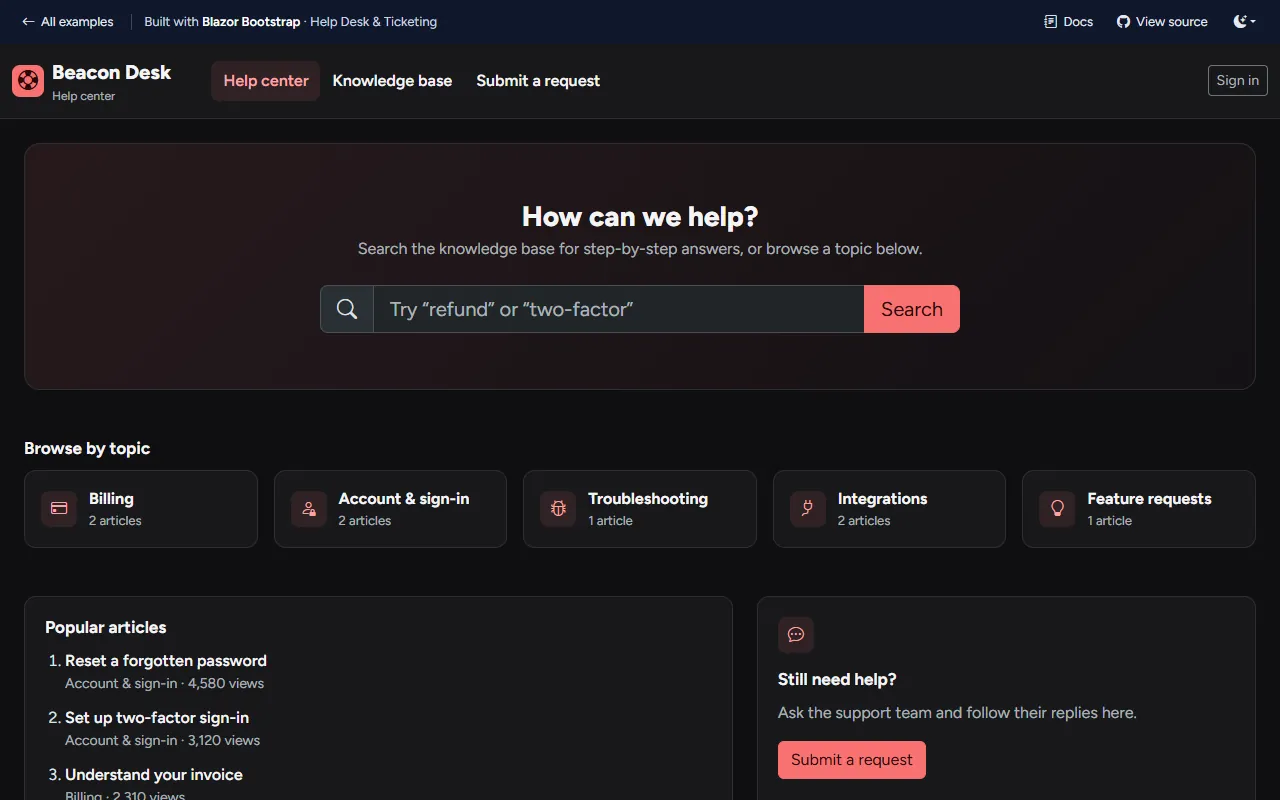 All examples
Built with Blazor Bootstrap · Help Desk & Ticketing
Docs
View source
Beacon Desk
Help center
Help center
Knowledge base
Submit a request
Sign in
How can we help?
Search the knowledge base for step-by-step answers, or browse a topic below.
Try “refund” or “two-factor”
Search
Browse by topic
Billing
2 articles
Account & sign-in
2 articles
Troubleshooting
1 article
Integrations
2 articles
Feature requests
1 article
Popular articles
1. Reset a forgotten password
Account & sign-in · 4,580 views
2. Set up two-factor sign-in
Account & sign-in · 3,120 views
3. Understand your invoice
Billing · 2,310 views
Still need help?
Ask the support team and follow their replies here.
Submit a request